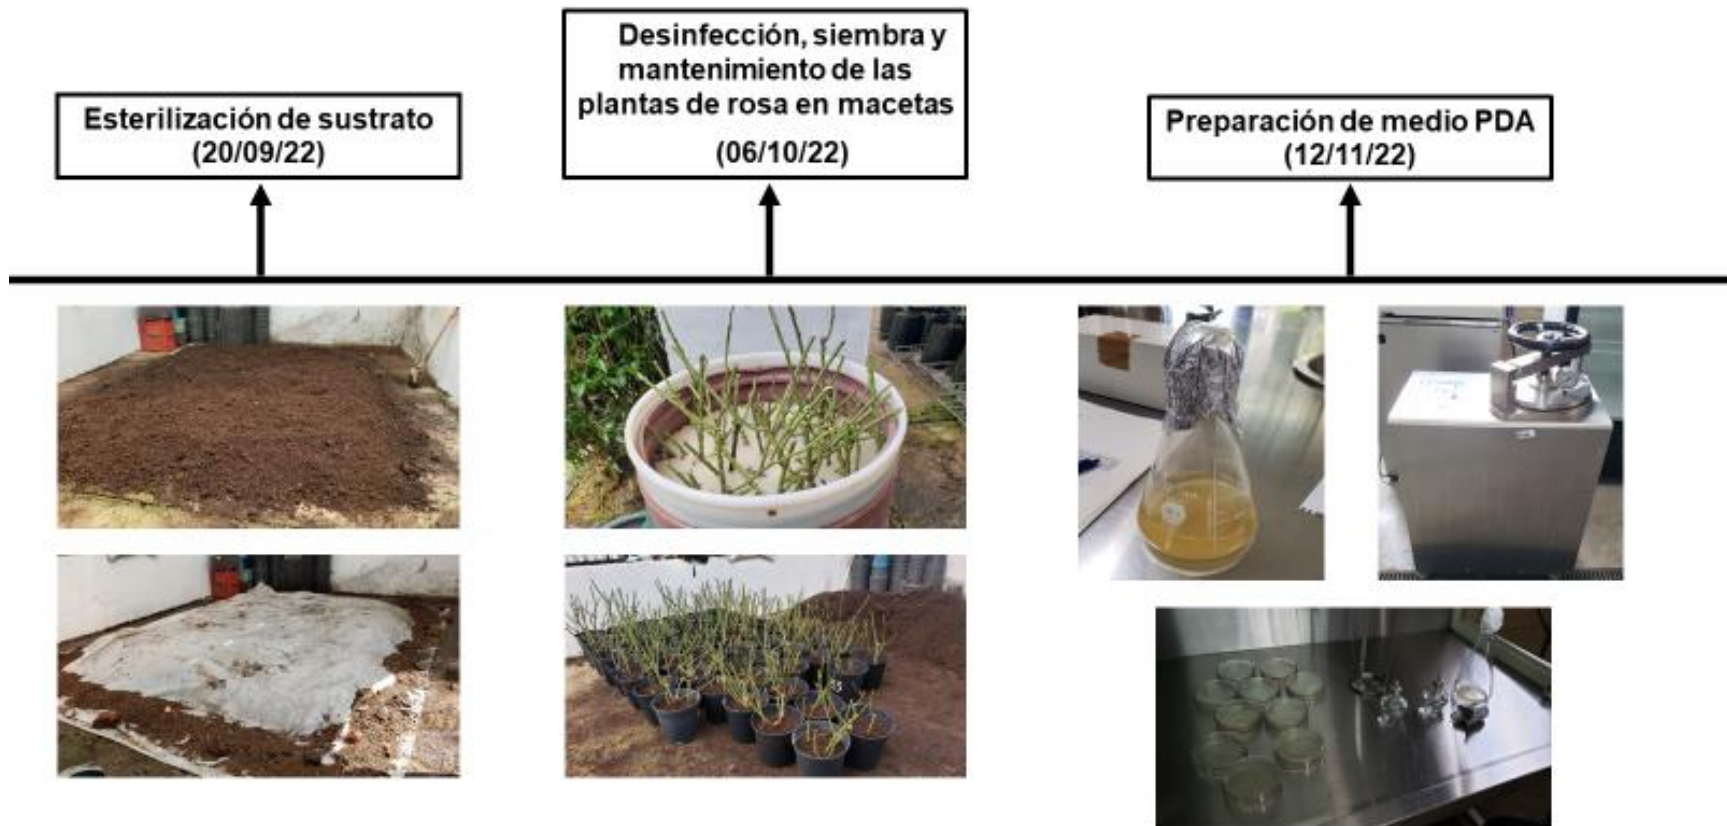 Esterilización de sustrato
(20/09/22)
Desinfección, siembra y
mantenimiento de las
plantas de rosa en macetas
(06/10/22)
Preparación de medio PDA
(12/11/22)